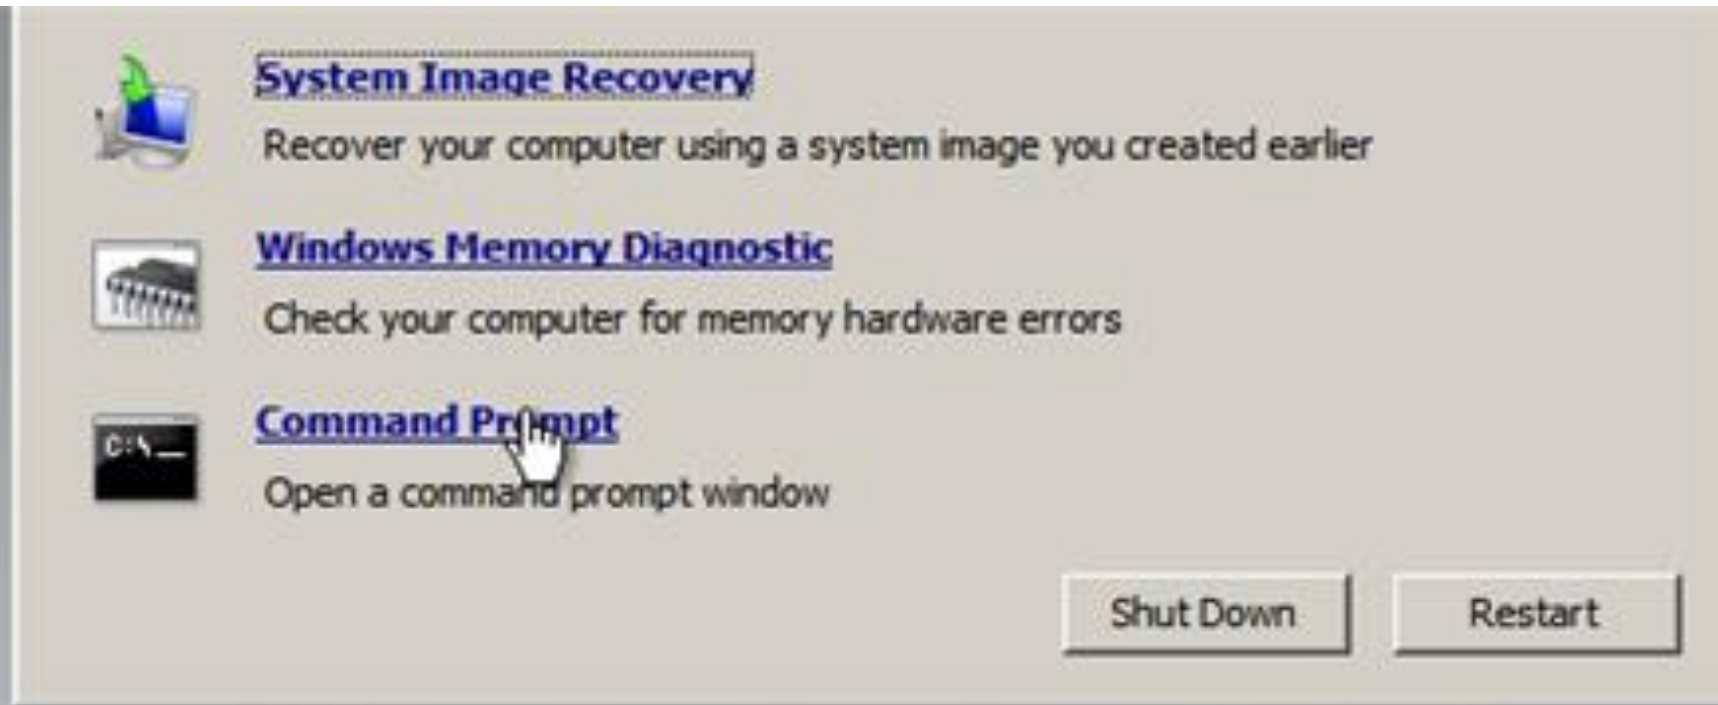 System Image Recovery
Recover your computer using a system image you created earlier
Windows Memory Diagnostic
Check your computer for memory hardware errors
C:\_
Command Prompt
Open a command prompt window
Shut Down
Restart